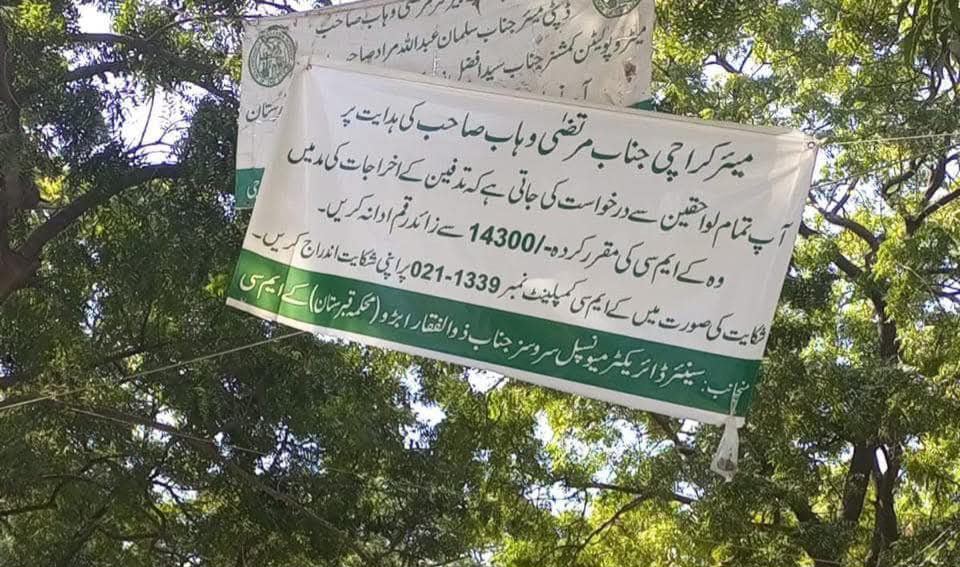 ڈپٹی میئر جناب سلمان عبداللہ مراد صاحب
میٹروپولیٹن کمشنر جناب سید افضل
میئر کراچی جناب مرتضیٰ وہاب صاحب کی ہدایت پر
آپ تمام لواحقین سے درخواست کی جاتی ہے کہ تدفین کے اخراجات کی مد میں
وہ کے ایم سی کی مقرر کردہ -/14300 سے زائد رقم ادا نہ کریں۔
شکایت کی صورت میں کے ایم سی کمپلینٹ نمبر 1339-021 پر اپنی شکایت اندراج کریں۔
منجانب: سینئر ڈائریکٹر میونسپل سروسز جناب ذوالفقار ابڑو (محکمہ قبرستان) کے ایم سی